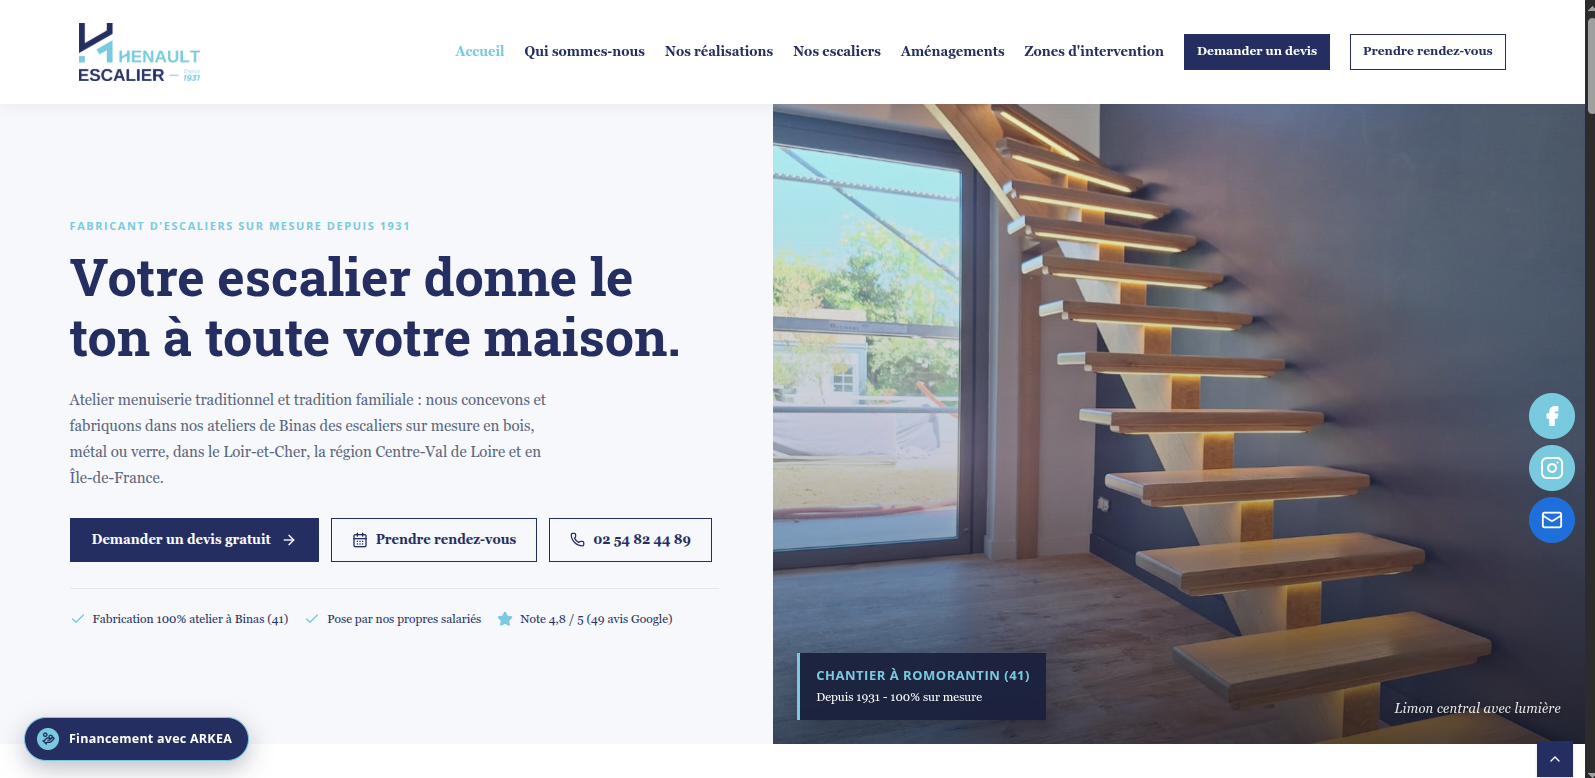 HENAULT
ESCALIER — Depuis 1931
Accueil
Qui sommes-nous
Nos réalisations
Nos escaliers
Aménagements
Zones d'intervention
Demander un devis
Prendre rendez-vous
FABRICANT D'ESCALIERS SUR MESURE DEPUIS 1931
Votre escalier donne le
ton à toute votre maison.
Atelier menuiserie traditionnel et tradition familiale : nous concevons et
fabriquons dans nos ateliers de Binas des escaliers sur mesure en bois,
métal ou verre, dans le Loir-et-Cher, la région Centre-Val de Loire et en
Île-de-France.
Demander un devis gratuit
Prendre rendez-vous
02 54 82 44 89
Fabrication 100% atelier à Binas (41)
Pose par nos propres salariés
Note 4,8 / 5 (49 avis Google)
CHANTIER À ROMORANTIN (41)
Depuis 1931 - 100% sur mesure
Limon central avec lumière
Financement avec ARKEA